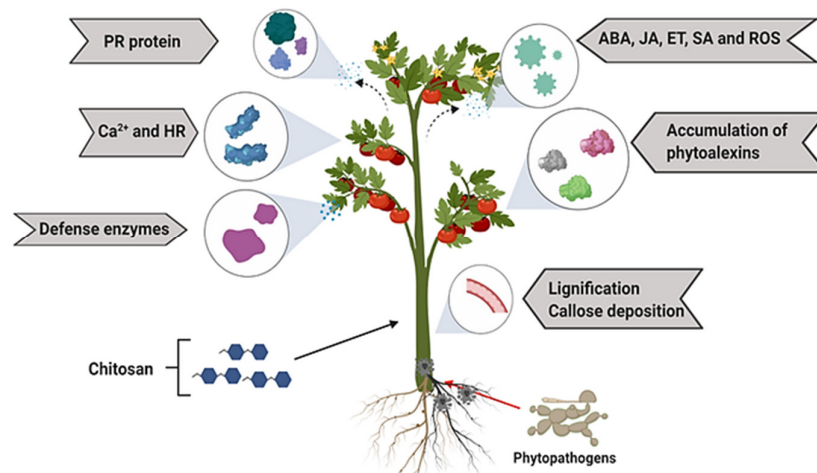 PR protein
ABA, JA, ET, SA and ROS
Ca²⁺ and HR
Accumulation of
phytoalexins
Defense enzymes
Lignification
Callose deposition
Chitosan
Phytopathogens